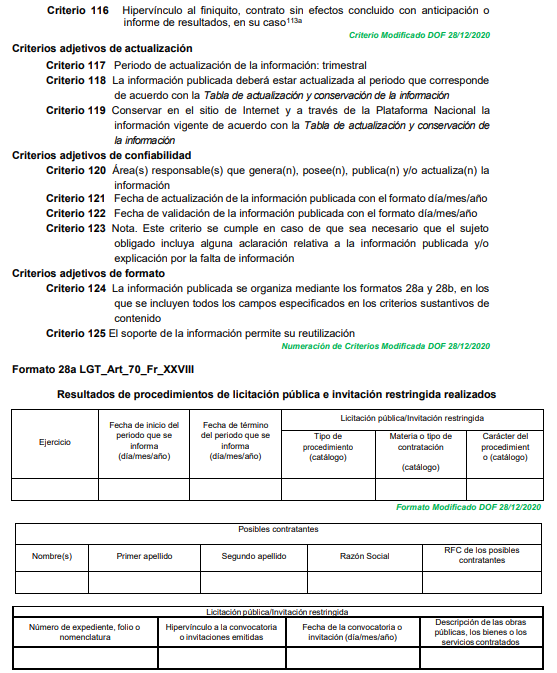 Criterio 116 Hipervínculo al finiquito, contrato sin efectos concluido con anticipación o
informe de resultados, en su caso113a
Criterio Modificado DOF 28/12/2020
Criterios adjetivos de actualización
Criterio 117 Periodo de actualización de la información: trimestral
Criterio 118 La información publicada deberá estar actualizada al periodo que corresponde
de acuerdo con la Tabla de actualización y conservación de la información
Criterio 119 Conservar en el sitio de Internet y a través de la Plataforma Nacional la
información vigente de acuerdo con la Tabla de actualización y conservación de
la información
Criterios adjetivos de confiabilidad
Criterio 120 Área(s) responsable(s) que genera(n), posee(n), publica(n) y/o actualiza(n) la
información
Criterio 121 Fecha de actualización de la información publicada con el formato día/mes/año
Criterio 122 Fecha de validación de la información publicada con el formato día/mes/año
Criterio 123 Nota. Este criterio se cumple en caso de que sea necesario que el sujeto
obligado incluya alguna aclaración relativa a la información publicada y/o
explicación por la falta de información
Criterios adjetivos de formato
Criterio 124 La información publicada se organiza mediante los formatos 28a y 28b, en los
que se incluyen todos los campos especificados en los criterios sustantivos de
contenido
Criterio 125 El soporte de la información permite su reutilización
Numeración de Criterios Modificada DOF 28/12/2020
Formato 28a LGT_Art_70_Fr_XXVIII
Resultados de procedimientos de licitación pública e invitación restringida realizados
Ejercicio
Fecha de inicio del
periodo que se
informa
(día/mes/año)
Fecha de término
del periodo que se
informa
(día/mes/año)
Licitación pública/Invitación restringida
Tipo de
procedimiento
(catálogo)
Materia o tipo de
contratación
(catálogo)
Carácter del
procedimient
o (catálogo)
Formato Modificado DOF 28/12/2020
Posibles contratantes
Nombre(s)
Primer apellido
Segundo apellido
Razón Social
RFC de los posibles
contratantes
Licitación pública/Invitación restringida
Número de expediente, folio o
nomenclatura
Hipervínculo a la convocatoria
o invitaciones emitidas
Fecha de la convocatoria o
invitación (día/mes/año)
Descripción de las obras
públicas, los bienes o los
servicios contratados